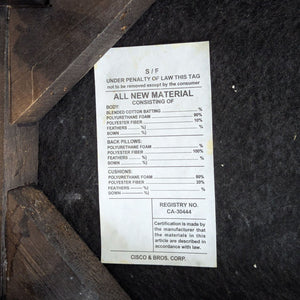 S / F
UNDER PENALTY OF LAW THIS TAG
not to be removed except by the consumer
ALL NEW MATERIAL
CONSISTING OF
BODY:
BLENDED COTTON BATTING %
POLYURETHANE FOAM 90%
POLYESTER FIBER 10%
FEATHERS %}
DOWN %} %
BACK PILLOWS:
POLYURETHANE FOAM %
POLYESTER FIBER 100%
FEATHERS %}
DOWN %} %
CUSHIONS:
POLYURETHANE FOAM
POLYESTER FIBER
FEATHERS %}
DOWN %} %
REGISTRY NO.
CA-30444
Certification is made by
the manufacturer that
the materials in this
article are described in
accordance with law.
CISCO & BROS. CORP.